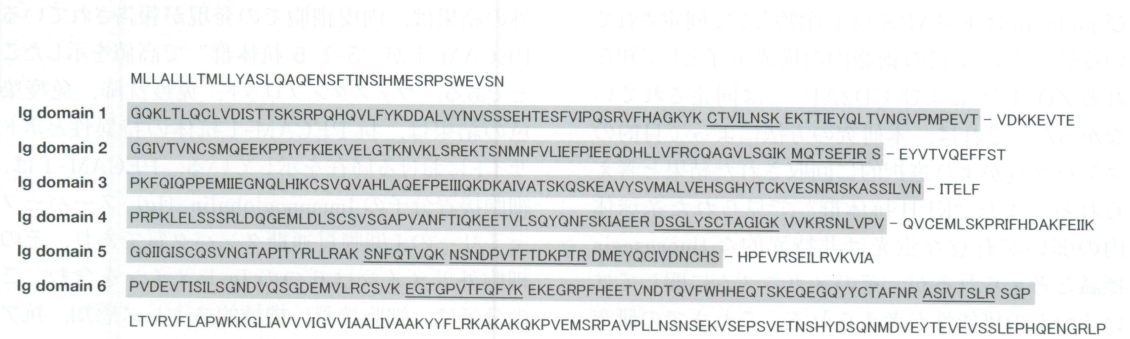 MLLALLLTMLLYASLQAQENSFTINSIHMESRPSWEVSN
Ig domain 1 GQKLTLQCLVDISTTSKSRPQHQVLFYKDDALVYNVSSSEHTESFVIPQSRVFHAGKYK CTVILNSK EKTTIEYQLTVNGVPMPEVT – VDKKEVTE
Ig domain 2 GGIVTVNCSMQEEKPPIYFKIEKVELGTKNVKLSREKTSNMNFVLIEFPIEEQDHLLVFRCQAGVLSGIK MQTSEFIR S – EYVTVQEFFST
Ig domain 3 PKFQIQPPEMIIEGNQLHIKCSVQVAHLAQEFPEIIIQKDKAIVATSKQSKEAVYSVMALVEHSGHYTCKVESNRISKASSILVN – ITELF
Ig domain 4 PRPKLELSSSRLDQGEMLDLSCSVSGAPVANFTIQKEETVLSQYQNFSKIAEER DSGLYSCTAGIGK VVKRSNLVPV – QVCEMLSKPRIFHDAKFEIIK
Ig domain 5 GQIIGISCQSVNGTAPITYRLLRAK SNFQTVQK NSNDPVTFTDKPTR DMEYQCIVDNCHS – HPEVRSEILRVKVIA
Ig domain 6 PVDEVTISILSGNDVQSGDEMVLRCSVK EGTGPVTFQFYK EKEGRPFHEETVNDTQVFWHHEQTSKEQEGQYYCTAFNR ASIVTSLR SGP
LTVRVFLAPWKKGLIAVVVIGVVIAALIVAAKYYFLRKAKAKQKPVEMSRPAVPLLNSNSEKVSEPSVETNSHYDSQNMDVEYTEVEVSSLEPHQENGRLP